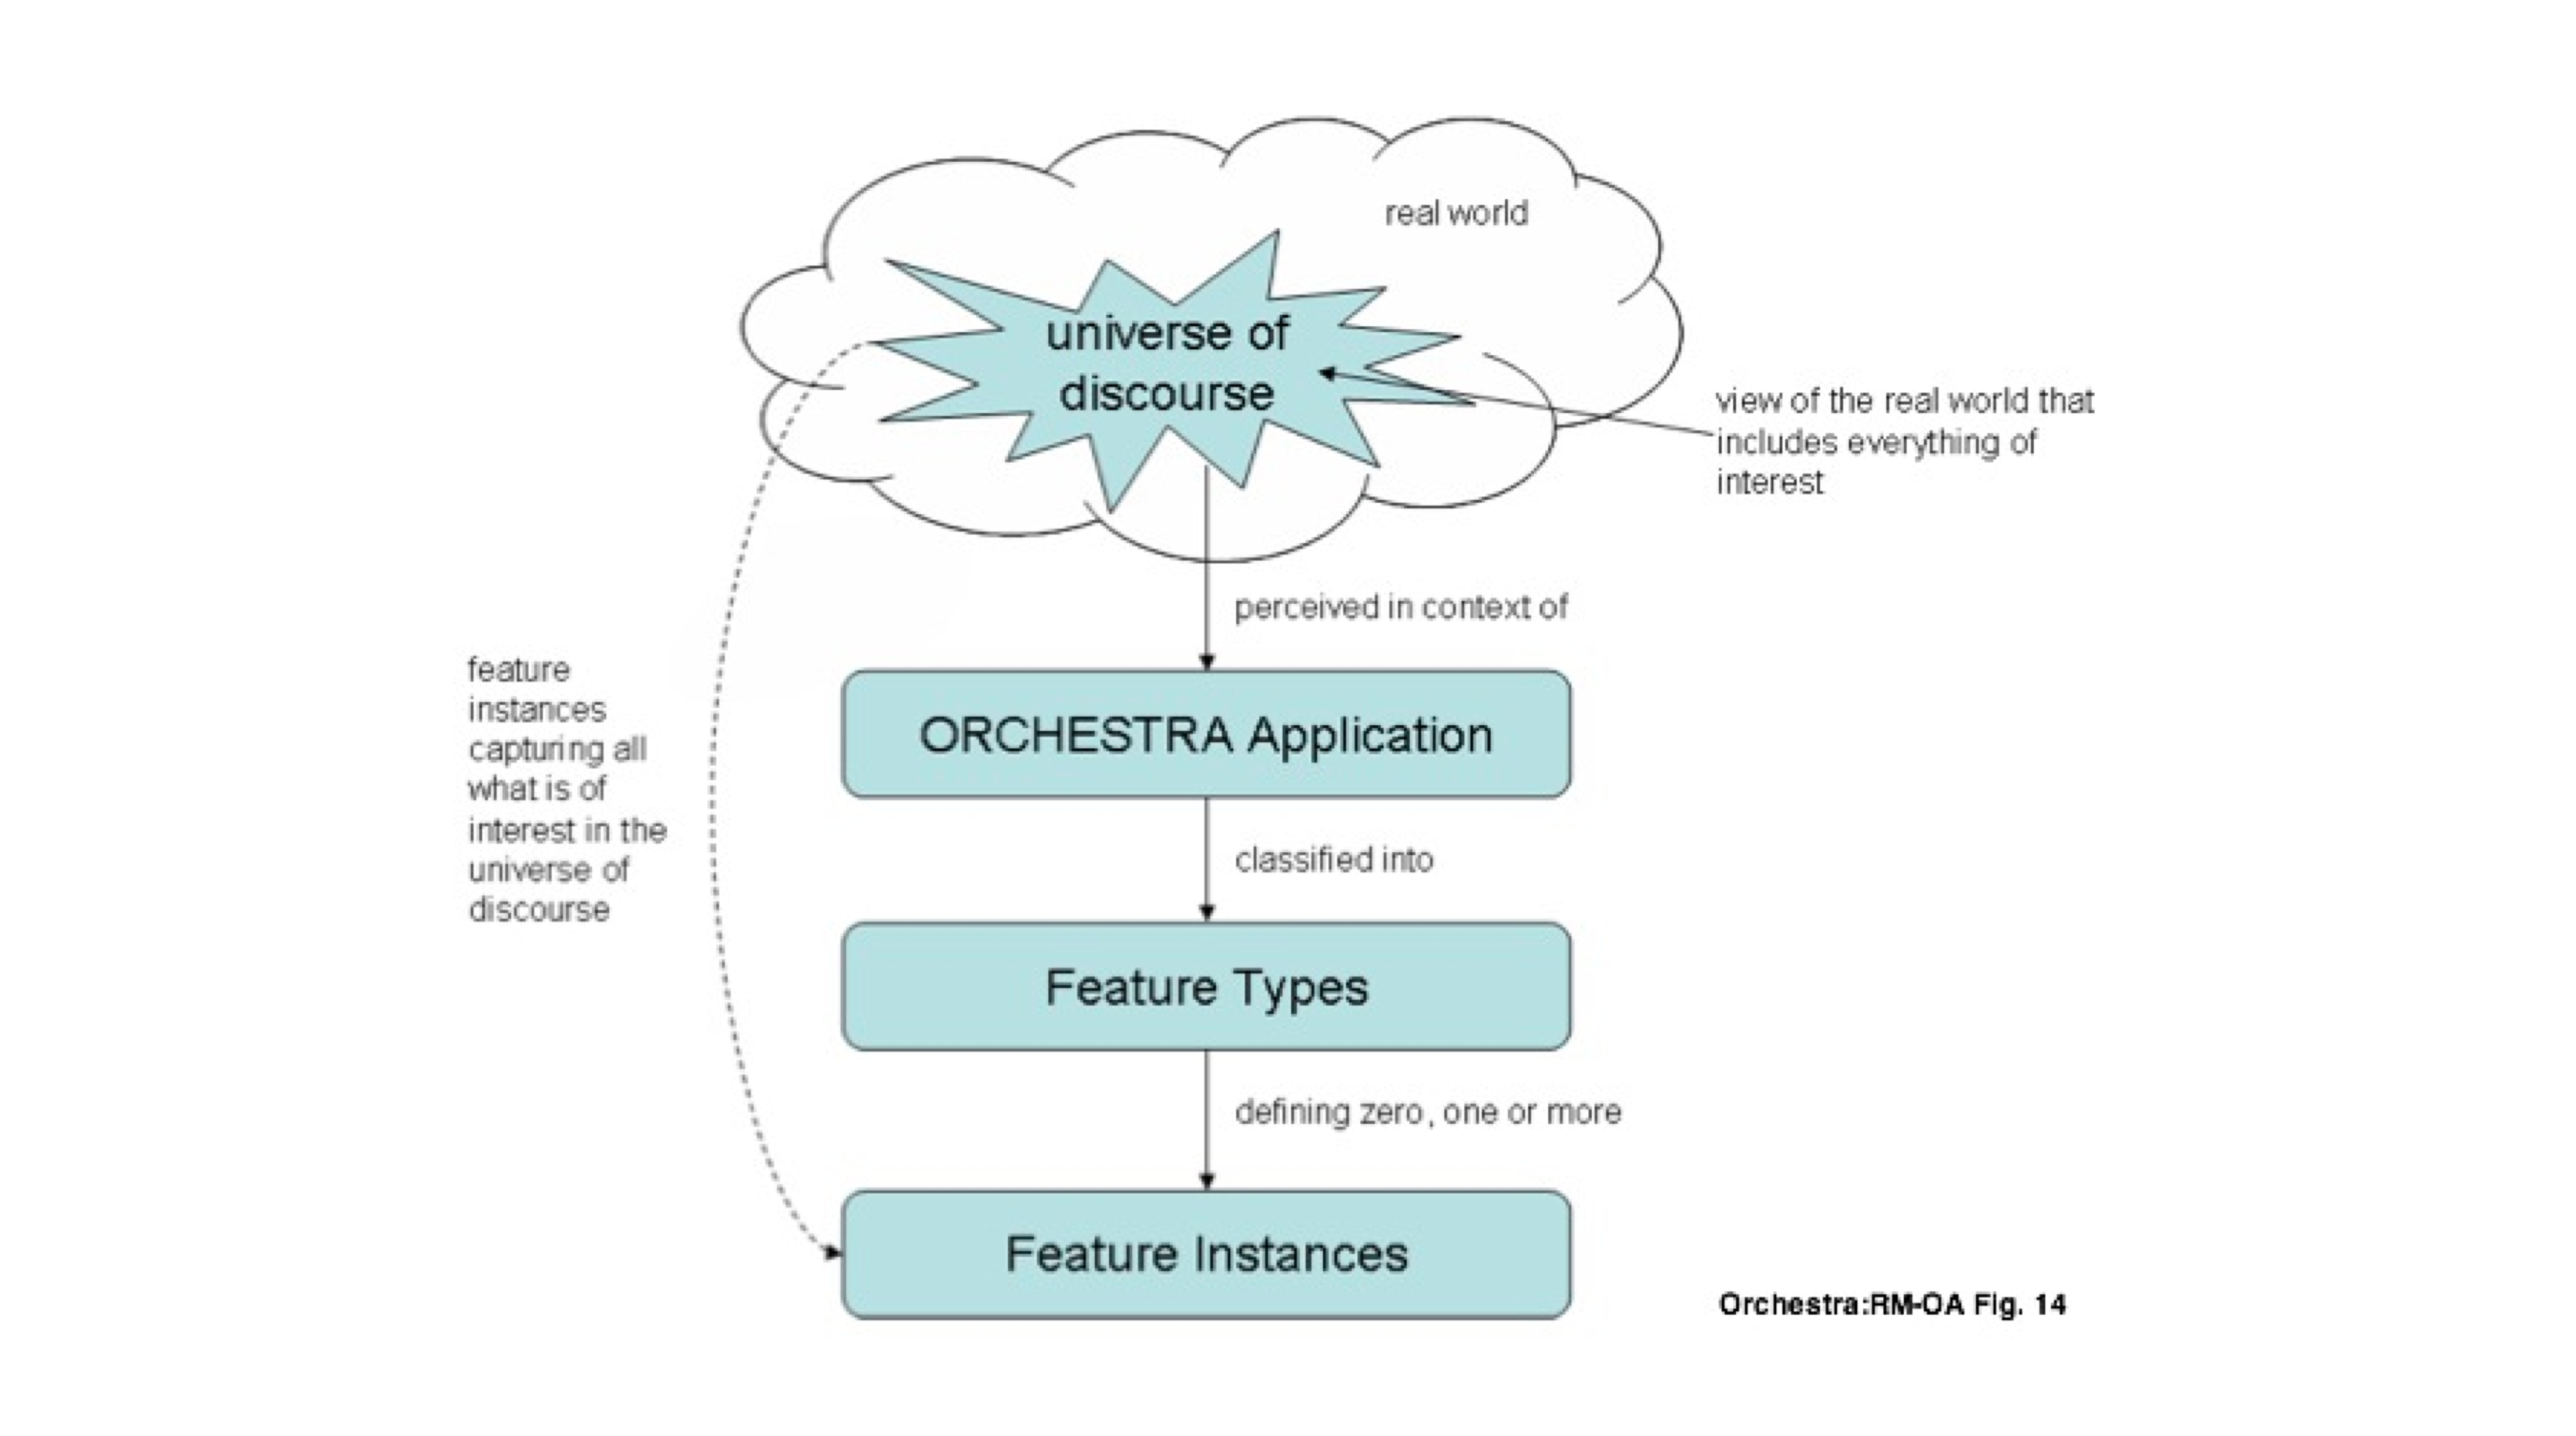 real world
universe of
discourse
view of the real world that
includes everything of
interest
perceived in context of
feature
instances
capturing all
what is of
interest in the
universe of
discourse
ORCHESTRA Application
classified into
Feature Types
defining zero, one or more
Feature Instances
Orchestra:RM-OA Fig. 14